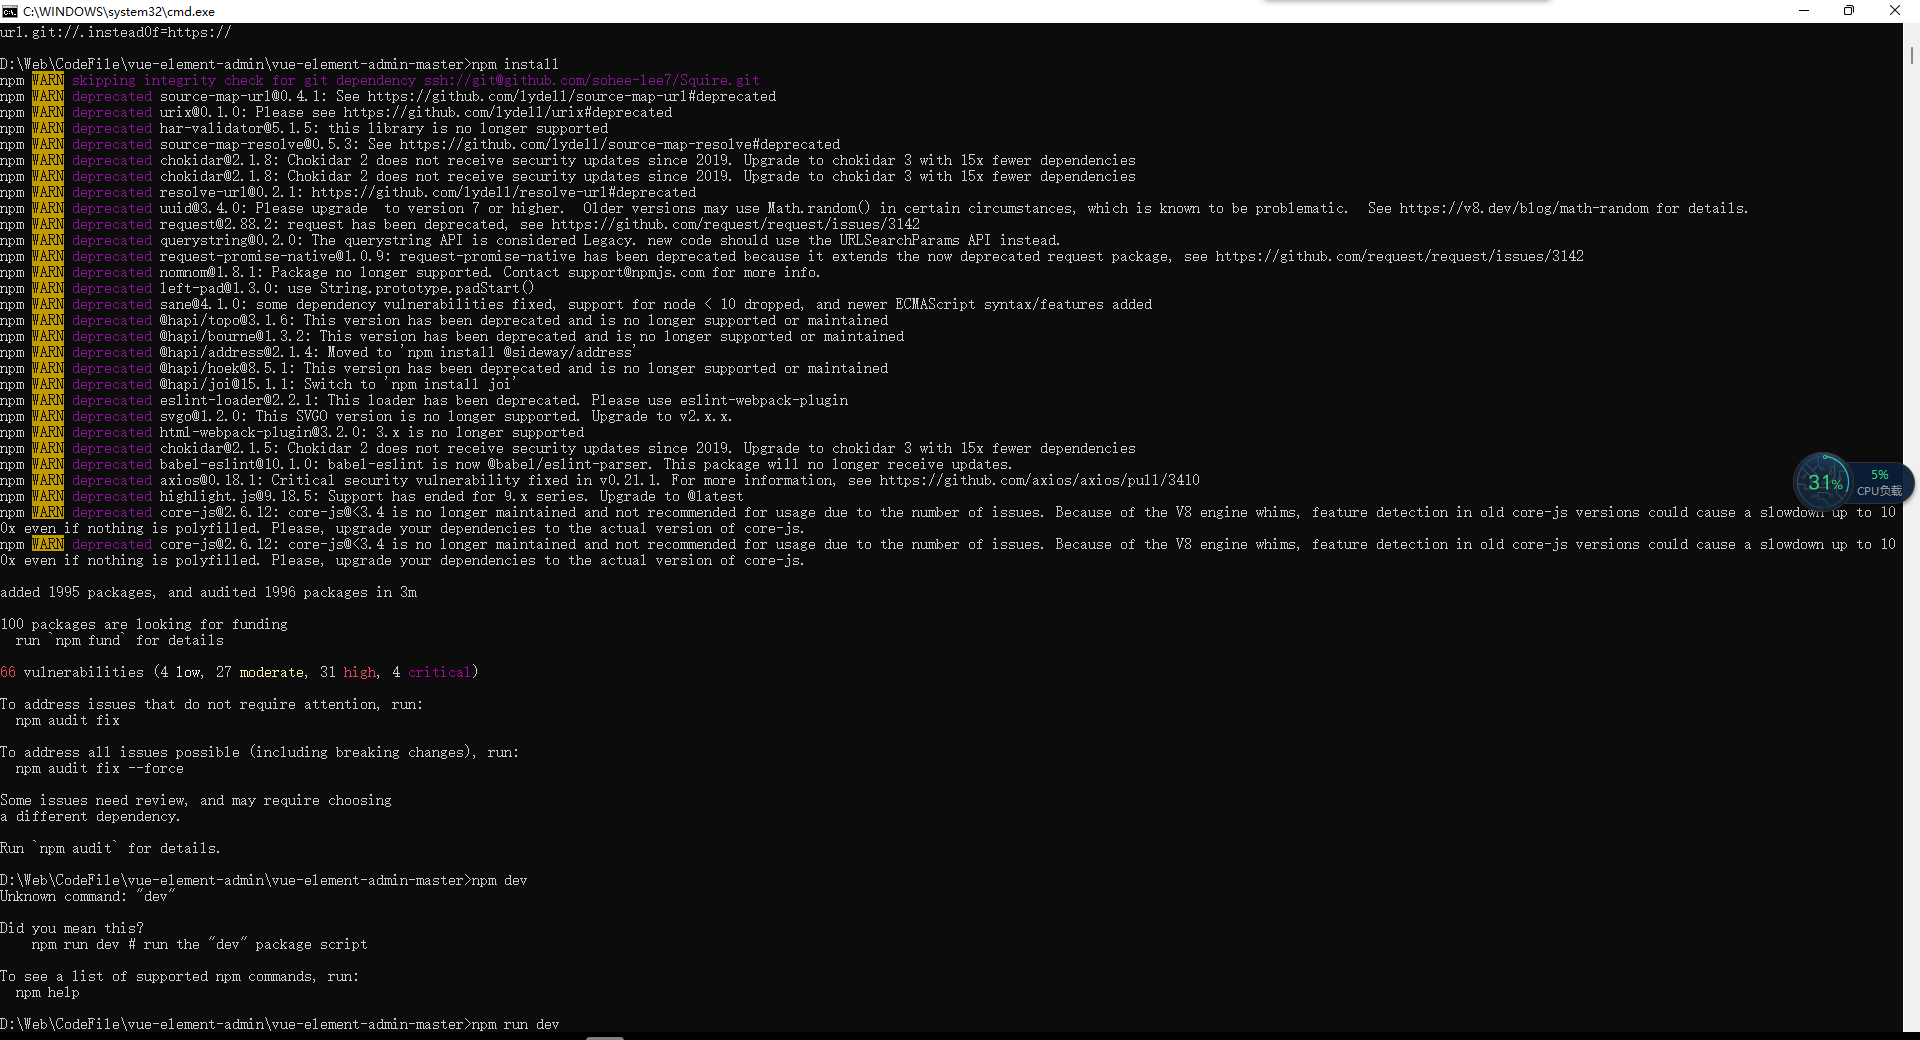 C:\WINDOWS\system32\cmd.exe
url.git://.insteadOf=https://
D:\Web\CodeFile\vue-element-admin\vue-element-admin-master>npm install
npm WARN skipping integrity check for git dependency ssh://git@github.com/sohee-lee7/Squire.git
npm WARN deprecated source-map-url@0.4.1: See https://github.com/lydell/source-map-url#deprecated
npm WARN deprecated urix@0.1.0: Please see https://github.com/lydell/urix#deprecated
npm WARN deprecated har-validator@5.1.5: this library is no longer supported
npm WARN deprecated source-map-resolve@0.5.3: See https://github.com/lydell/source-map-resolve#deprecated
npm WARN deprecated chokidar@2.1.8: Chokidar 2 does not receive security updates since 2019. Upgrade to chokidar 3 with 15x fewer dependencies
npm WARN deprecated chokidar@2.1.8: Chokidar 2 does not receive security updates since 2019. Upgrade to chokidar 3 with 15x fewer dependencies
npm WARN deprecated resolve-url@0.2.1: https://github.com/lydell/resolve-url#deprecated
npm WARN deprecated uuid@3.4.0: Please upgrade  to version 7 or higher.  Older versions may use Math.random() in certain circumstances, which is known to be problematic.  See https://v8.dev/blog/math-random for details.
npm WARN deprecated request@2.88.2: request has been deprecated, see https://github.com/request/request/issues/3142
npm WARN deprecated querystring@0.2.0: The querystring API is considered Legacy. new code should use the URLSearchParams API instead.
npm WARN deprecated request-promise-native@1.0.9: request-promise-native has been deprecated because it extends the now deprecated request package, see https://github.com/request/request/issues/3142
npm WARN deprecated nomnom@1.8.1: Package no longer supported. Contact support@npmjs.com for more info.
npm WARN deprecated left-pad@1.3.0: use String.prototype.padStart()
npm WARN deprecated sane@4.1.0: some dependency vulnerabilities fixed, support for node < 10 dropped, and newer ECMAScript syntax/features added
npm WARN deprecated @hapi/topo@3.1.6: This version has been deprecated and is no longer supported or maintained
npm WARN deprecated @hapi/bourne@1.3.2: This version has been deprecated and is no longer supported or maintained
npm WARN deprecated @hapi/address@2.1.4: Moved to 'npm install @sideway/address'
npm WARN deprecated @hapi/hoek@8.5.1: This version has been deprecated and is no longer supported or maintained
npm WARN deprecated @hapi/joi@15.1.1: Switch to 'npm install joi'
npm WARN deprecated eslint-loader@2.2.1: This loader has been deprecated. Please use eslint-webpack-plugin
npm WARN deprecated svgo@1.2.0: This SVGO version is no longer supported. Upgrade to v2.x.x.
npm WARN deprecated html-webpack-plugin@3.2.0: 3.x is no longer supported
npm WARN deprecated chokidar@2.1.5: Chokidar 2 does not receive security updates since 2019. Upgrade to chokidar 3 with 15x fewer dependencies
npm WARN deprecated babel-eslint@10.1.0: babel-eslint is now @babel/eslint-parser. This package will no longer receive updates.
npm WARN deprecated axios@0.18.1: Critical security vulnerability fixed in v0.21.1. For more information, see https://github.com/axios/axios/pull/3410
npm WARN deprecated highlight.js@9.18.5: Support has ended for 9.x series. Upgrade to @latest
npm WARN deprecated core-js@2.6.12: core-js@<3.4 is no longer maintained and not recommended for usage due to the number of issues. Because of the V8 engine whims, feature detection in old core-js versions could cause a slowdown up to 10
0x even if nothing is polyfilled. Please, upgrade your dependencies to the actual version of core-js.
npm WARN deprecated core-js@2.6.12: core-js@<3.4 is no longer maintained and not recommended for usage due to the number of issues. Because of the V8 engine whims, feature detection in old core-js versions could cause a slowdown up to 10
0x even if nothing is polyfilled. Please, upgrade your dependencies to the actual version of core-js.
31%
5%
CPU负载
added 1995 packages, and audited 1996 packages in 3m
100 packages are looking for funding
run `npm fund` for details
66 vulnerabilities (4 low, 27 moderate, 31 high, 4 critical)
To address issues that do not require attention, run:
npm audit fix
To address all issues possible (including breaking changes), run:
npm audit fix --force
Some issues need review, and may require choosing
a different dependency.
Run `npm audit` for details.
D:\Web\CodeFile\vue-element-admin\vue-element-admin-master>npm dev
Unknown command: "dev"
Did you mean this?
npm run dev # run the "dev" package script
To see a list of supported npm commands, run:
npm help
D:\Web\CodeFile\vue-element-admin\vue-element-admin-master>npm run dev